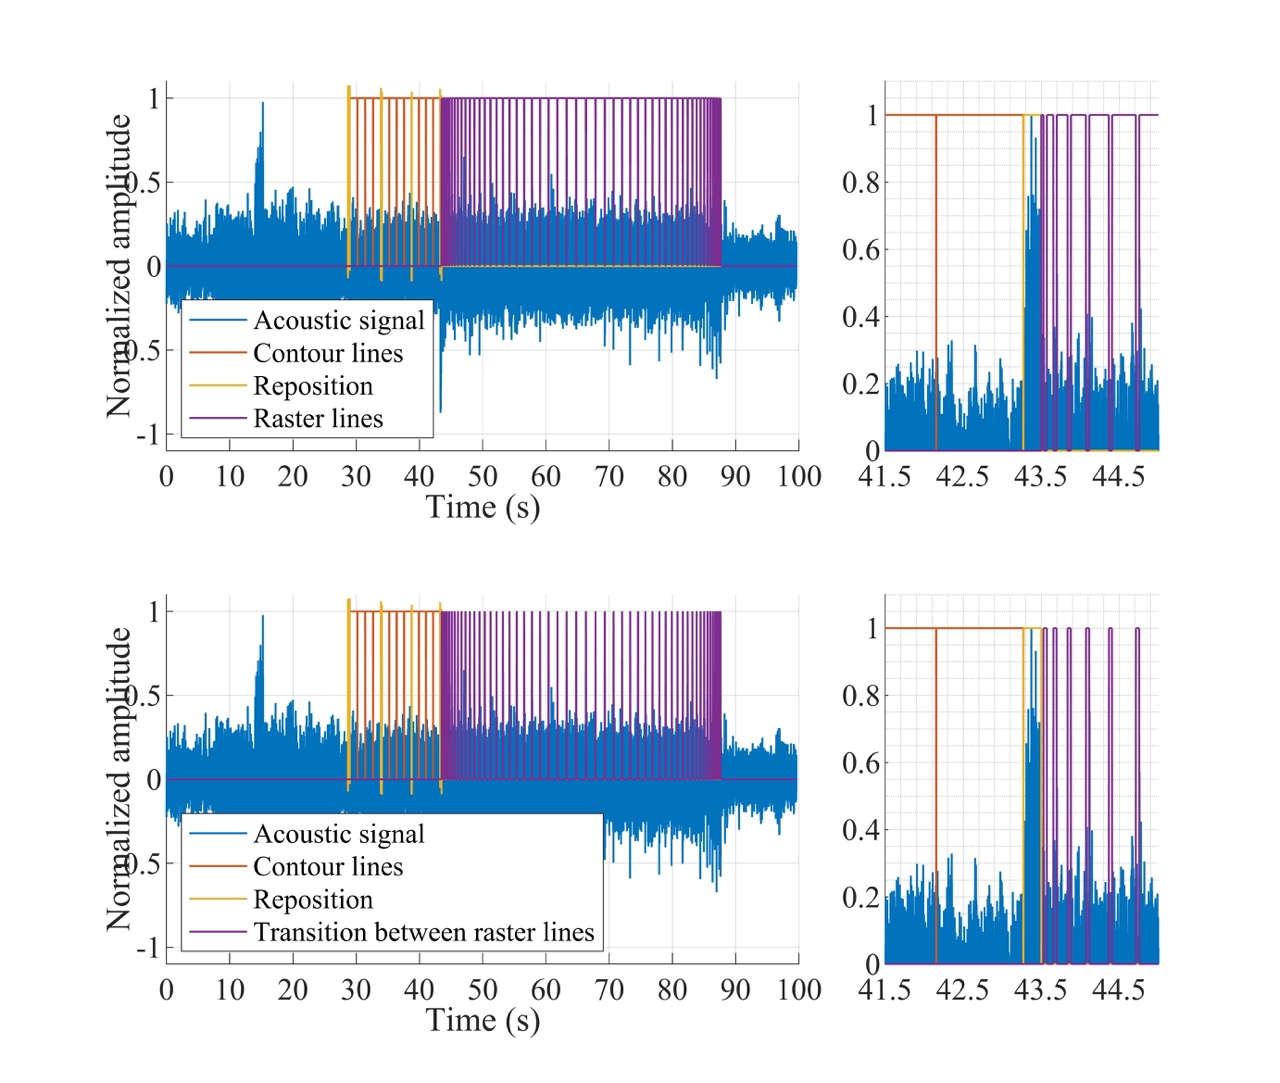 Normalized amplitude
1
0.5
0
-0.5
-1
Acoustic signal
Contour lines
Reposition
Raster lines
0 10 20 30 40 50 60 70 80 90 100
Time (s)
1
0.8
0.6
0.4
0.2
0
41.5 42.5 43.5 44.5
Normalized amplitude
1
0.5
0
-0.5
-1
Acoustic signal
Contour lines
Reposition
Transition between raster lines
0 10 20 30 40 50 60 70 80 90 100
Time (s)
1
0.8
0.6
0.4
0.2
0
41.5 42.5 43.5 44.5